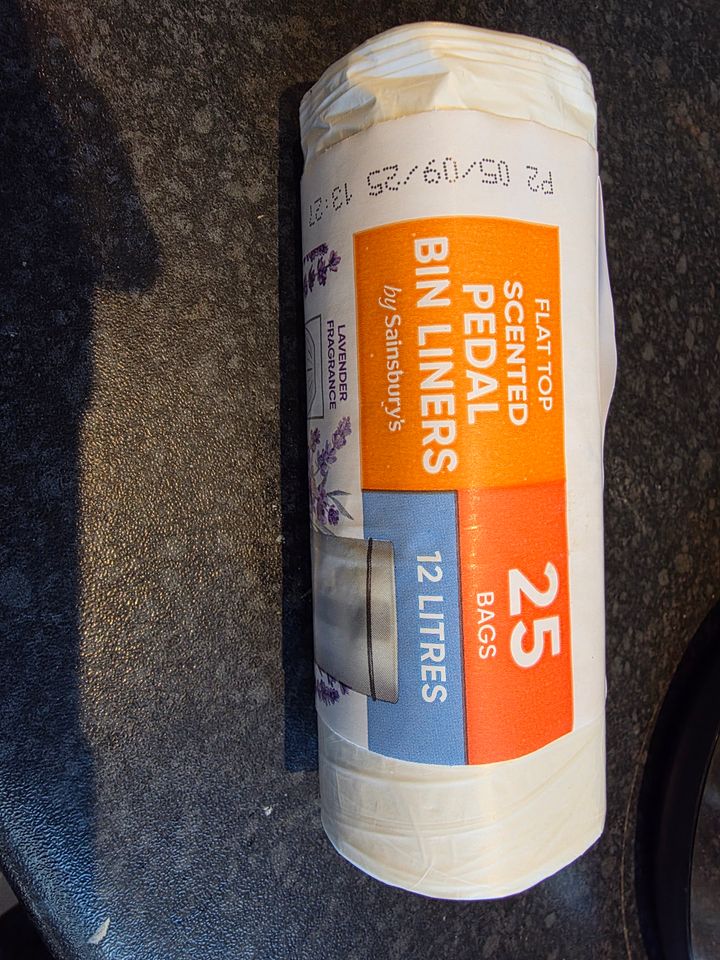 P2 05/09/25 13:27
FLAT TOP
SCENTED
PEDAL
BIN LINERS
by Sainsbury's
25
BAGS
12 LITRES
LAVENDER
FRAGRANCE